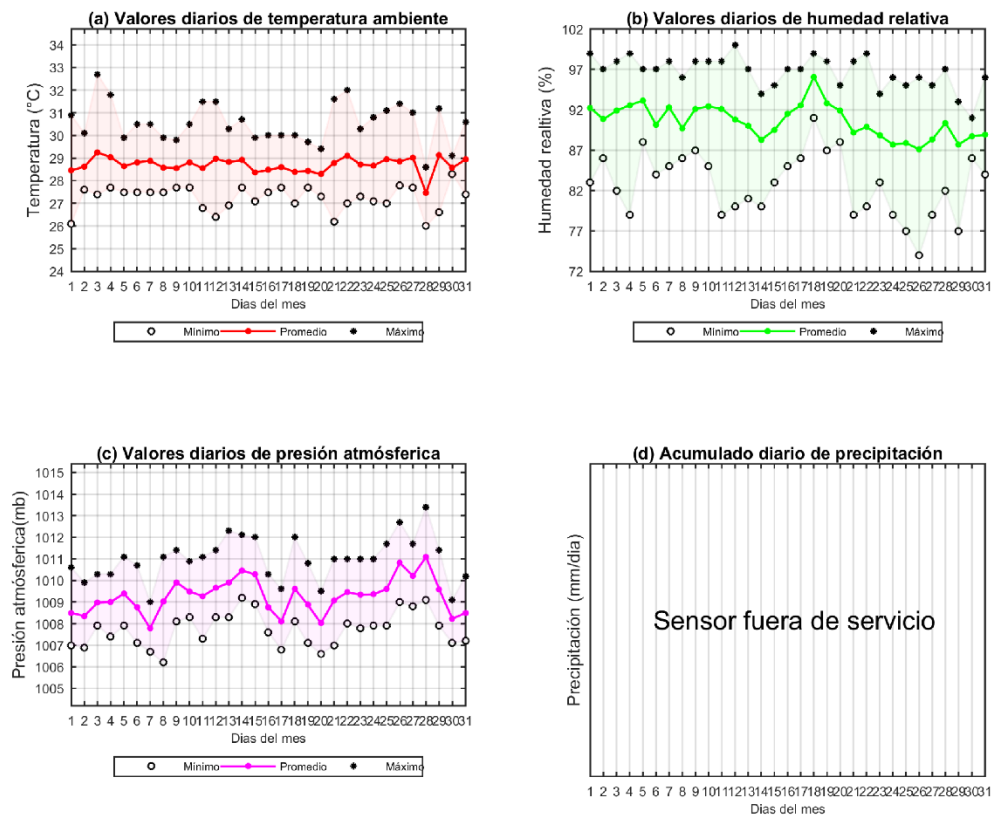 (a) Valores diarios de temperatura ambiente
34
33
32
31
30
29
28
27
26
25
24
Temperatura (°C)
1 2 3 4 5 6 7 8 9 10 11 12 13 14 15 16 17 18 19 20 21 22 23 24 25 26 27 28 29 30 31
Dias del mes
Mínimo Promedio Máximo
(b) Valores diarios de humedad relativa
102
97
92
87
82
77
72
Humedad realtiva (%)
1 2 3 4 5 6 7 8 9 10 11 12 13 14 15 16 17 18 19 20 21 22 23 24 25 26 27 28 29 30 31
Dias del mes
Mínimo Promedio Máximo
(c) Valores diarios de presión atmósferica
1015
1014
1013
1012
1011
1010
1009
1008
1007
1006
1005
Presión atmósferica(mb)
1 2 3 4 5 6 7 8 9 10 11 12 13 14 15 16 17 18 19 20 21 22 23 24 25 26 27 28 29 30 31
Dias del mes
Mínimo Promedio Máximo
(d) Acumulado diario de precipitación
Precipitación (mm/dia)
Sensor fuera de servicio
1 2 3 4 5 6 7 8 9 10 11 12 13 14 15 16 17 18 19 20 21 22 23 24 25 26 27 28 29 30 31
Dias del mes